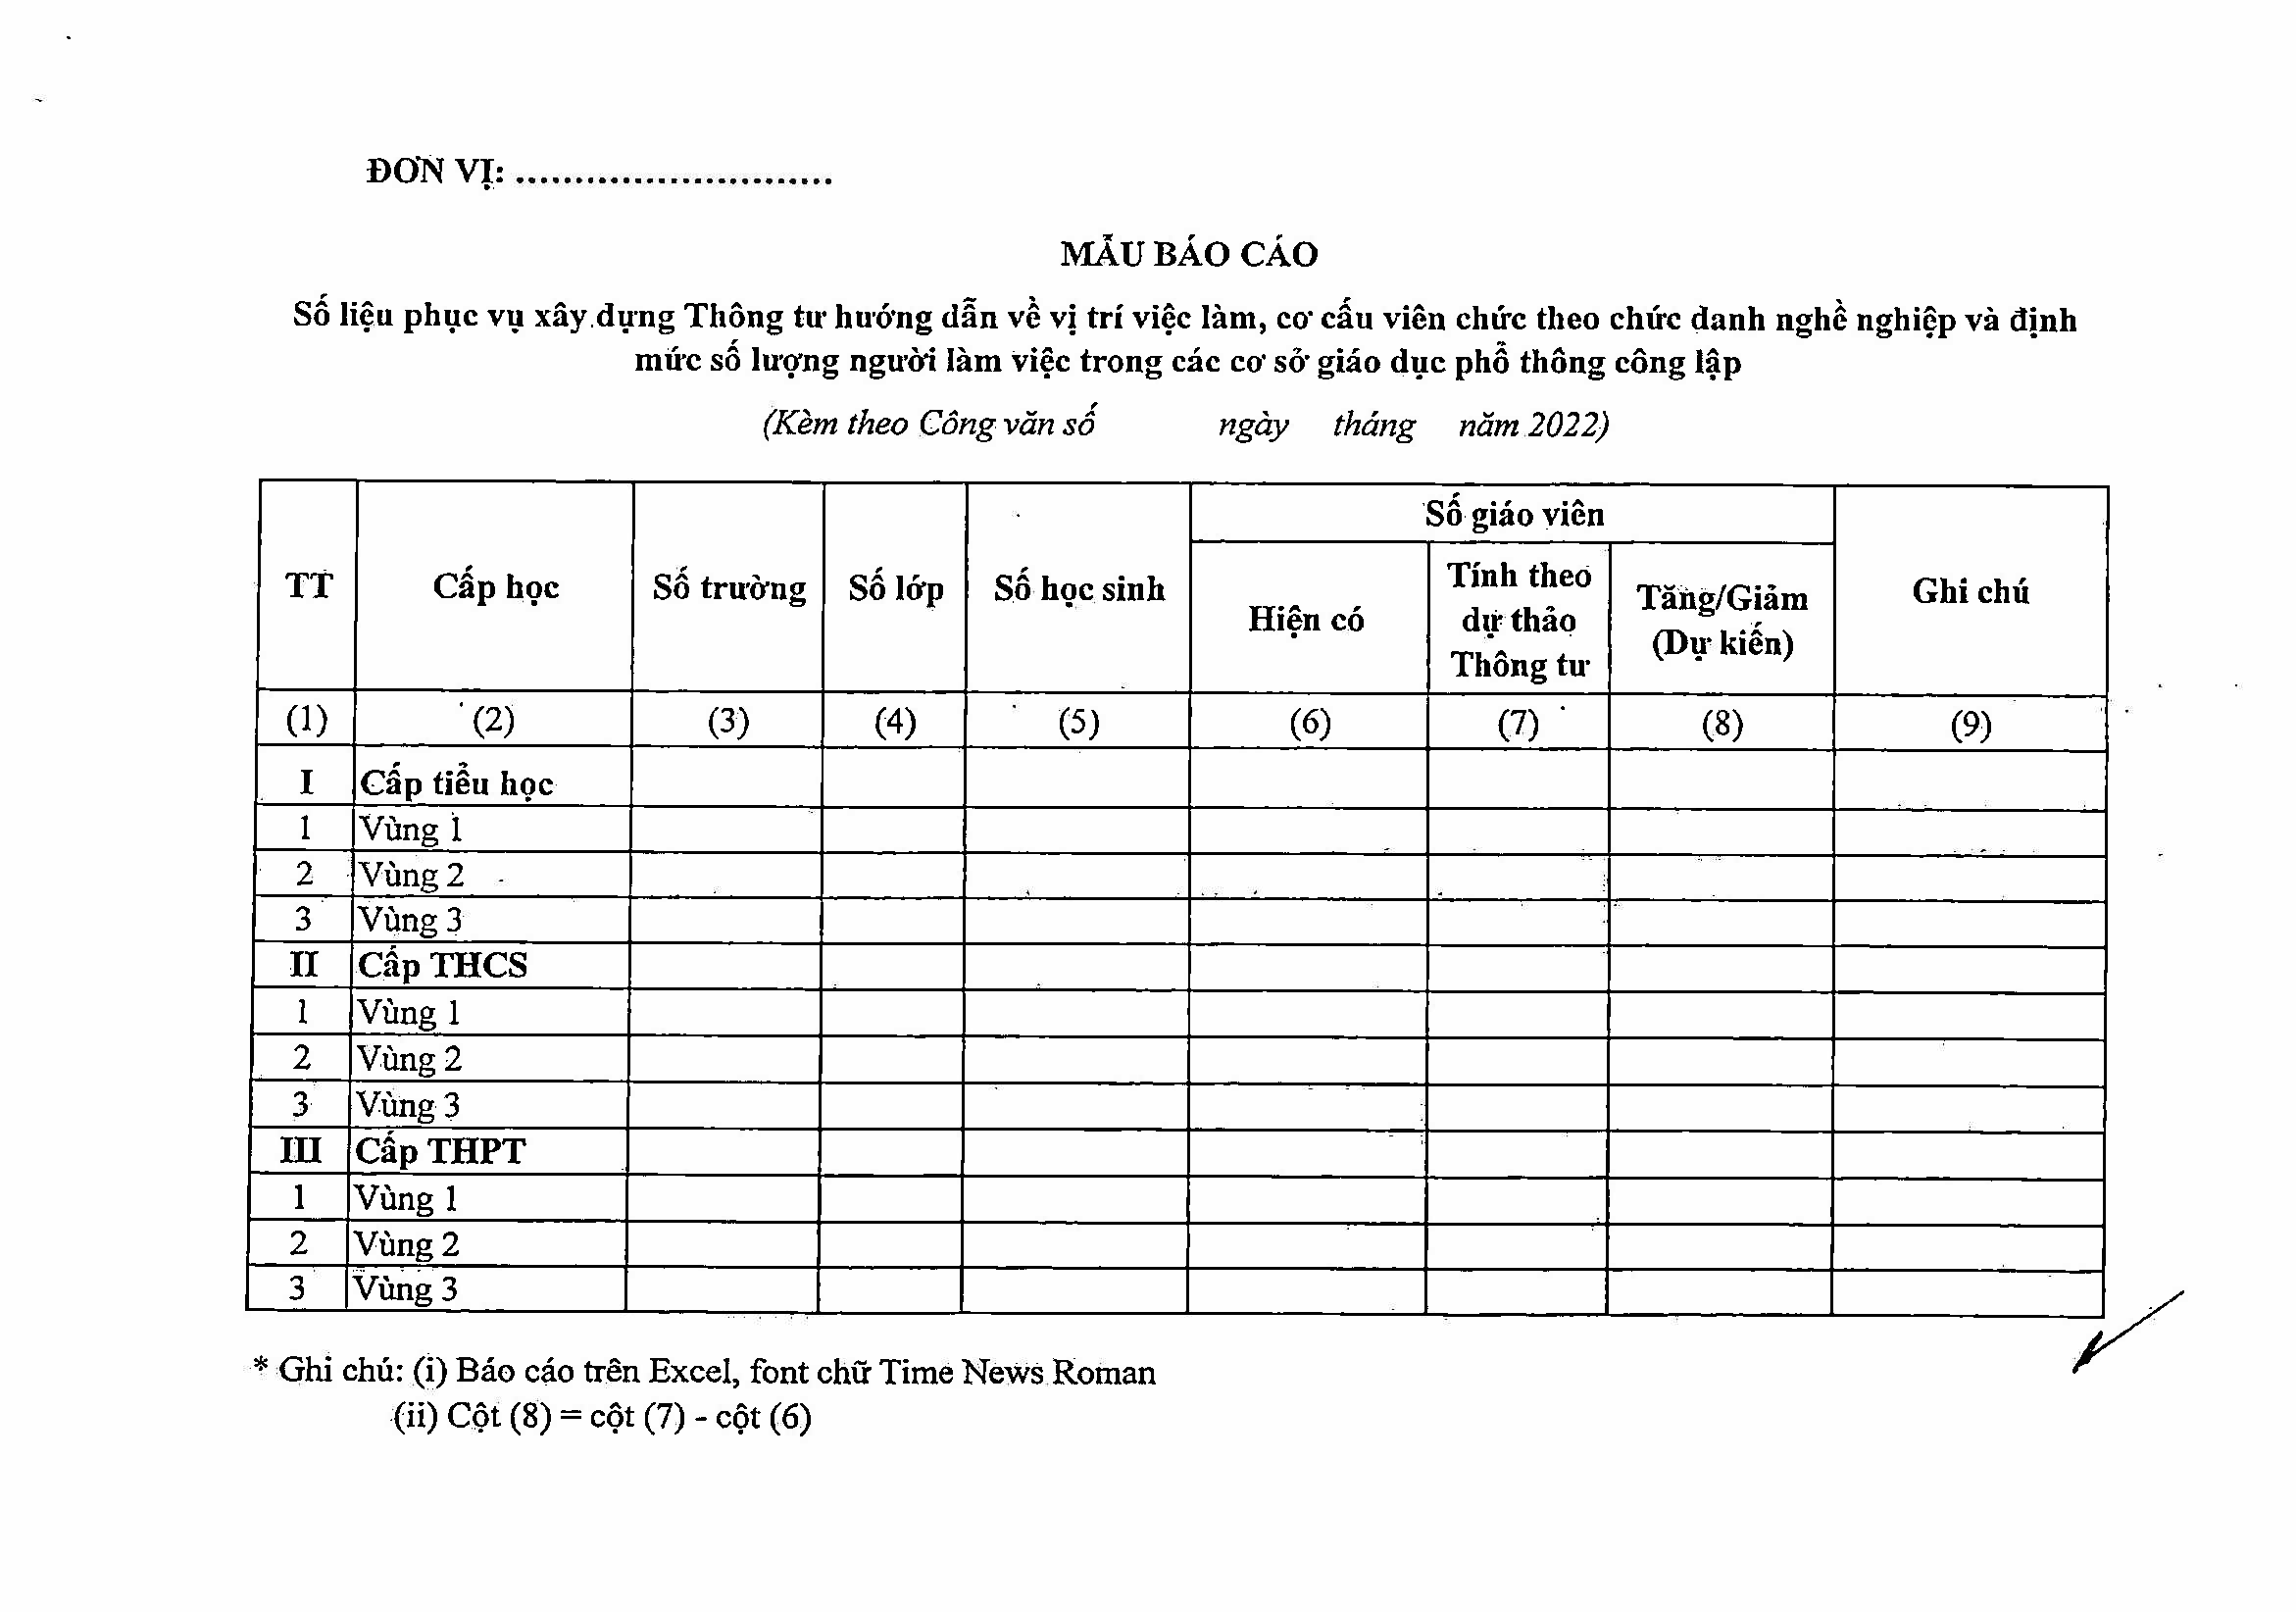 ĐƠN VỊ: ...........................
MẪU BÁO CÁO
Số liệu phục vụ xây dựng Thông tư hướng dẫn về vị trí việc làm, cơ cấu viên chức theo chức danh nghề nghiệp và định
mức số lượng người làm việc trong các cơ sở giáo dục phổ thông công lập
(Kèm theo Công văn số ngày tháng năm 2022)
TT Cấp học Số trường Số lớp Số học sinh Số giáo viên Ghi chú
Hiện có Tính theo dự thảo Thông tư Tăng/Giảm (Dự kiến)
(1) (2) (3) (4) (5) (6) (7) (8) (9)
I Cấp tiểu học
1 Vùng 1
2 Vùng 2
3 Vùng 3
II Cấp THCS
1 Vùng 1
2 Vùng 2
3 Vùng 3
III Cấp THPT
1 Vùng 1
2 Vùng 2
3 Vùng 3
* Ghi chú: (i) Báo cáo trên Excel, font chữ Time News Roman
(ii) Cột (8) = cột (7) - cột (6)